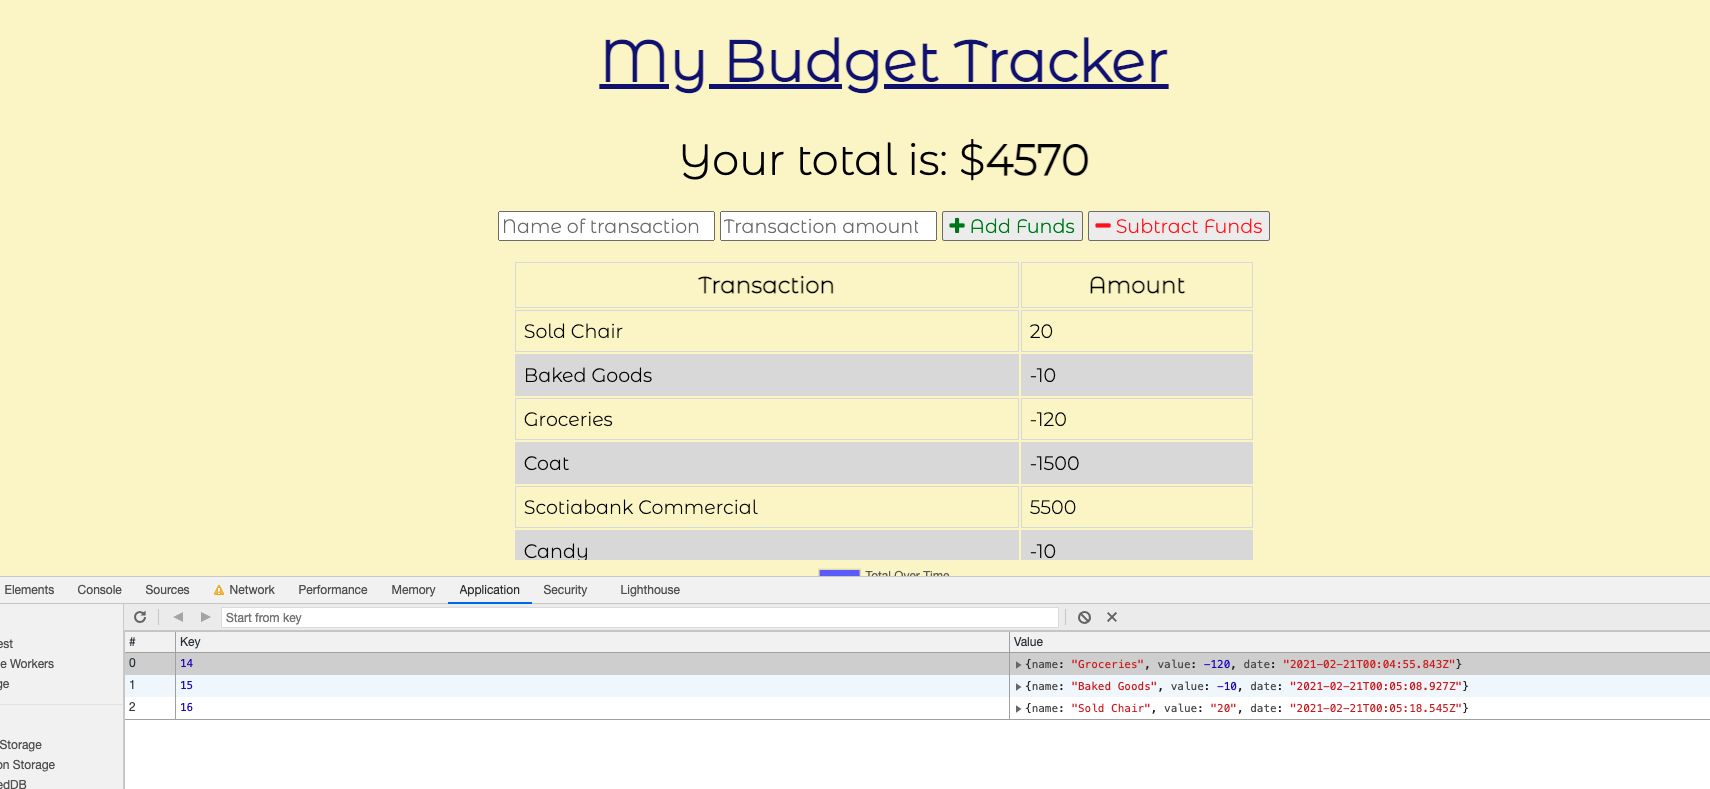 My Budget Tracker
Your total is: $4570
Name of transaction Transaction amount Add Funds Subtract Funds
Transaction Amount
Sold Chair 20
Baked Goods -10
Groceries -120
Coat -1500
Scotiabank Commercial 5500
Candy -10
Total Over Time
Elements Console Sources Network Performance Memory Application Security Lighthouse
Start from key
# Key Value
0 14 {name: "Groceries", value: -120, date: "2021-02-21T00:04:55.843Z"}
1 15 {name: "Baked Goods", value: -10, date: "2021-02-21T00:05:08.927Z"}
2 16 {name: "Sold Chair", value: "20", date: "2021-02-21T00:05:18.545Z"}
est
e Workers
ge
Storage
on Storage
edDB